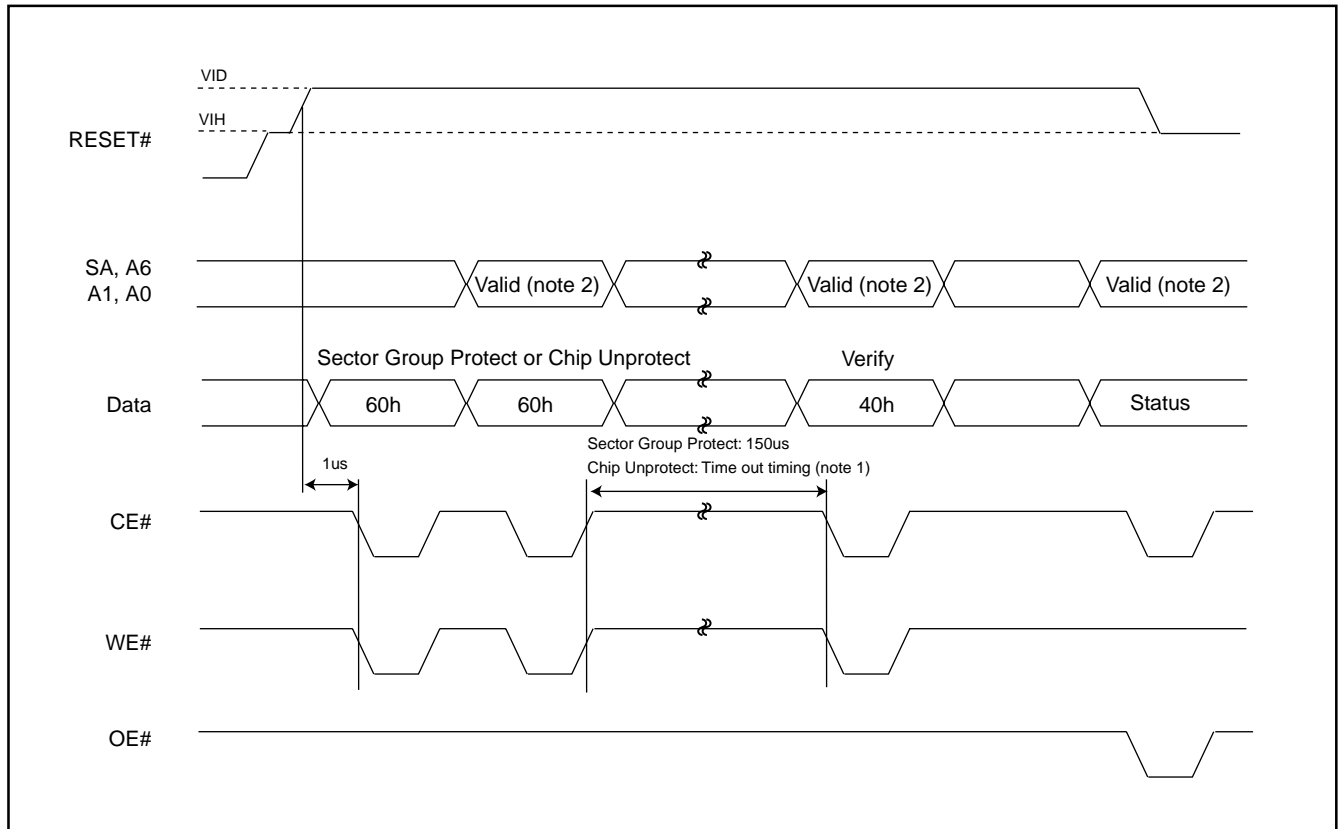 VID
VIH
RESET#
SA, A6
A1, A0
Valid (note 2)
Valid (note 2)
Valid (note 2)
Sector Group Protect or Chip Unprotect
Verify
Data
60h
60h
40h
Status
Sector Group Protect: 150us
1us
Chip Unprotect: Time out timing (note 1)
CE#
WE#
OE#